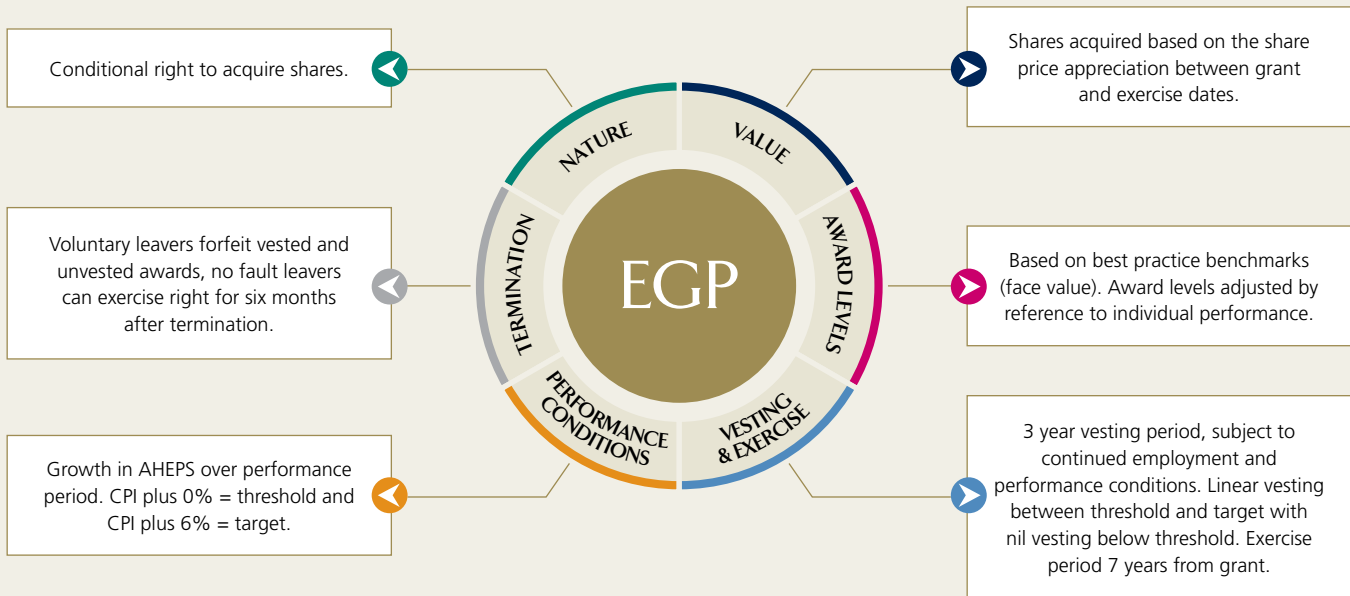 Conditional right to acquire shares.
Voluntary leavers forfeit vested and
unvested awards, no fault leavers
can exercise right for six months
after termination.
Growth in AHEPS over performance
period. CPI plus 0% = threshold and
CPI plus 6% = target.
NATURE
VALUE
TERMINATION
EGP
AWARD LEVELS
PERFORMANCE
CONDITIONS
VESTING
& EXERCISE
Shares acquired based on the share
price appreciation between grant
and exercise dates.
Based on best practice benchmarks
(face value). Award levels adjusted by
reference to individual performance.
3 year vesting period, subject to
continued employment and
performance conditions. Linear vesting
between threshold and target with
nil vesting below threshold. Exercise
period 7 years from grant.